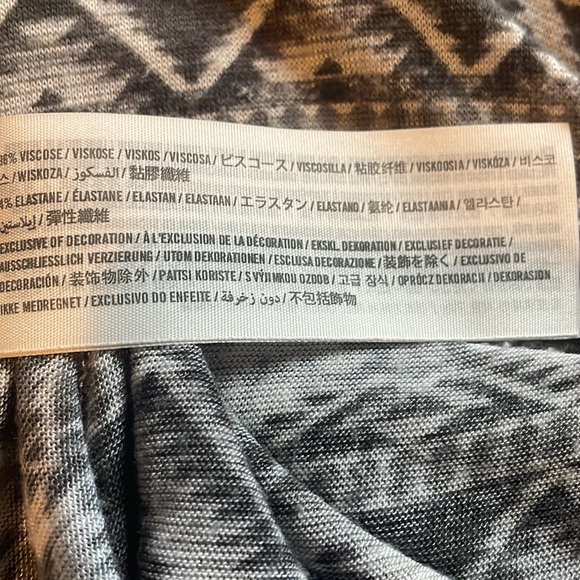 96% VISCOSE / VISKOSE / VISKOS / VISCOSA / ビスコース / VISCOSILLA / 粘胶纤维 / VISKOOSIA / VISKÓZA / 비스코
스 / WISKOZA / الفسكوز / 黏膠纖維
4% ELASTANE / ÉLASTANE / ELASTAN / ELASTAAN / エラスタン / ELASTANO / 氨纶 / ELASTAANIA / 엘라스탄 /
إيلاستين / 彈性纖維
EXCLUSIVE OF DECORATION / À L'EXCLUSION DE LA DÉCORATION / EKSKL. DEKORATION / EXCLUSIEF DECORATIE /
AUSSCHLIESSLICH VERZIERUNG / UTOM DEKORATIONEN / ESCLUSA DECORAZIONE / 装飾を除く / EXCLUSIVO DE
DECORACIÓN / 装饰物除外 / PAITSI KORISTE / S VÝJIMKOU OZDOB / 고급 장식 / OPRÓCZ DEKORACJI / DEKORASJON
IKKE MEDREGNET / EXCLUSIVO DO ENFEITE / دون زخرفة / 不包括飾物